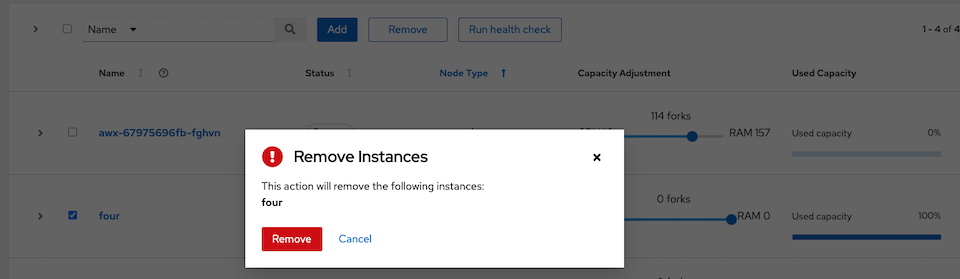 Name Add Remove Run health check 1 - 4 of 4
Name Status Node Type Capacity Adjustment Used Capacity
114 forks
awx-67975696fb-fghvn RAM 157 Used capacity 0%
Remove Instances
This action will remove the following instances:
four
0 forks
four RAM 0 Used capacity 100%
Remove Cancel